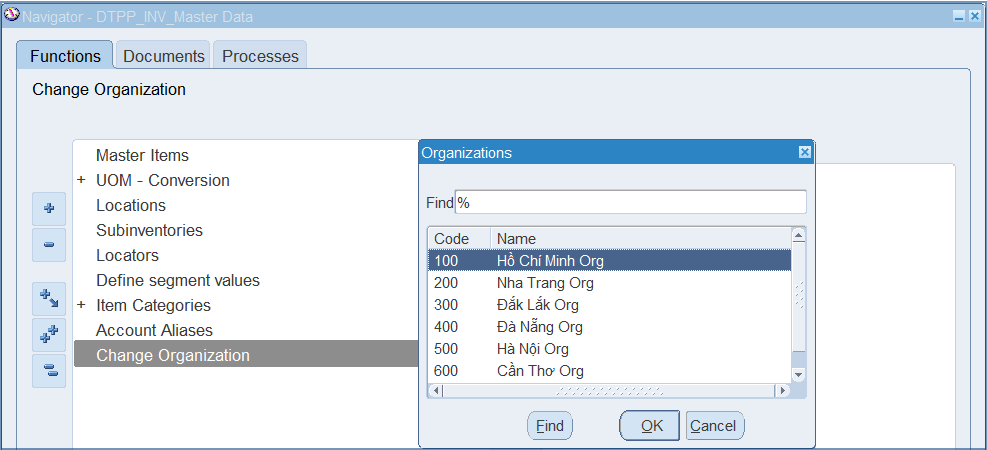 Navigator - DTPP_INV_Master Data
Functions Documents Processes
Change Organization
Master Items
+ UOM - Conversion
Locations
Subinventories
Locators
Define segment values
+ Item Categories
Account Aliases
Change Organization
Organizations
Find %
Code Name
100 Hồ Chí Minh Org
200 Nha Trang Org
300 Đắk Lắk Org
400 Đà Nẵng Org
500 Hà Nội Org
600 Cần Thơ Org
Find OK Cancel